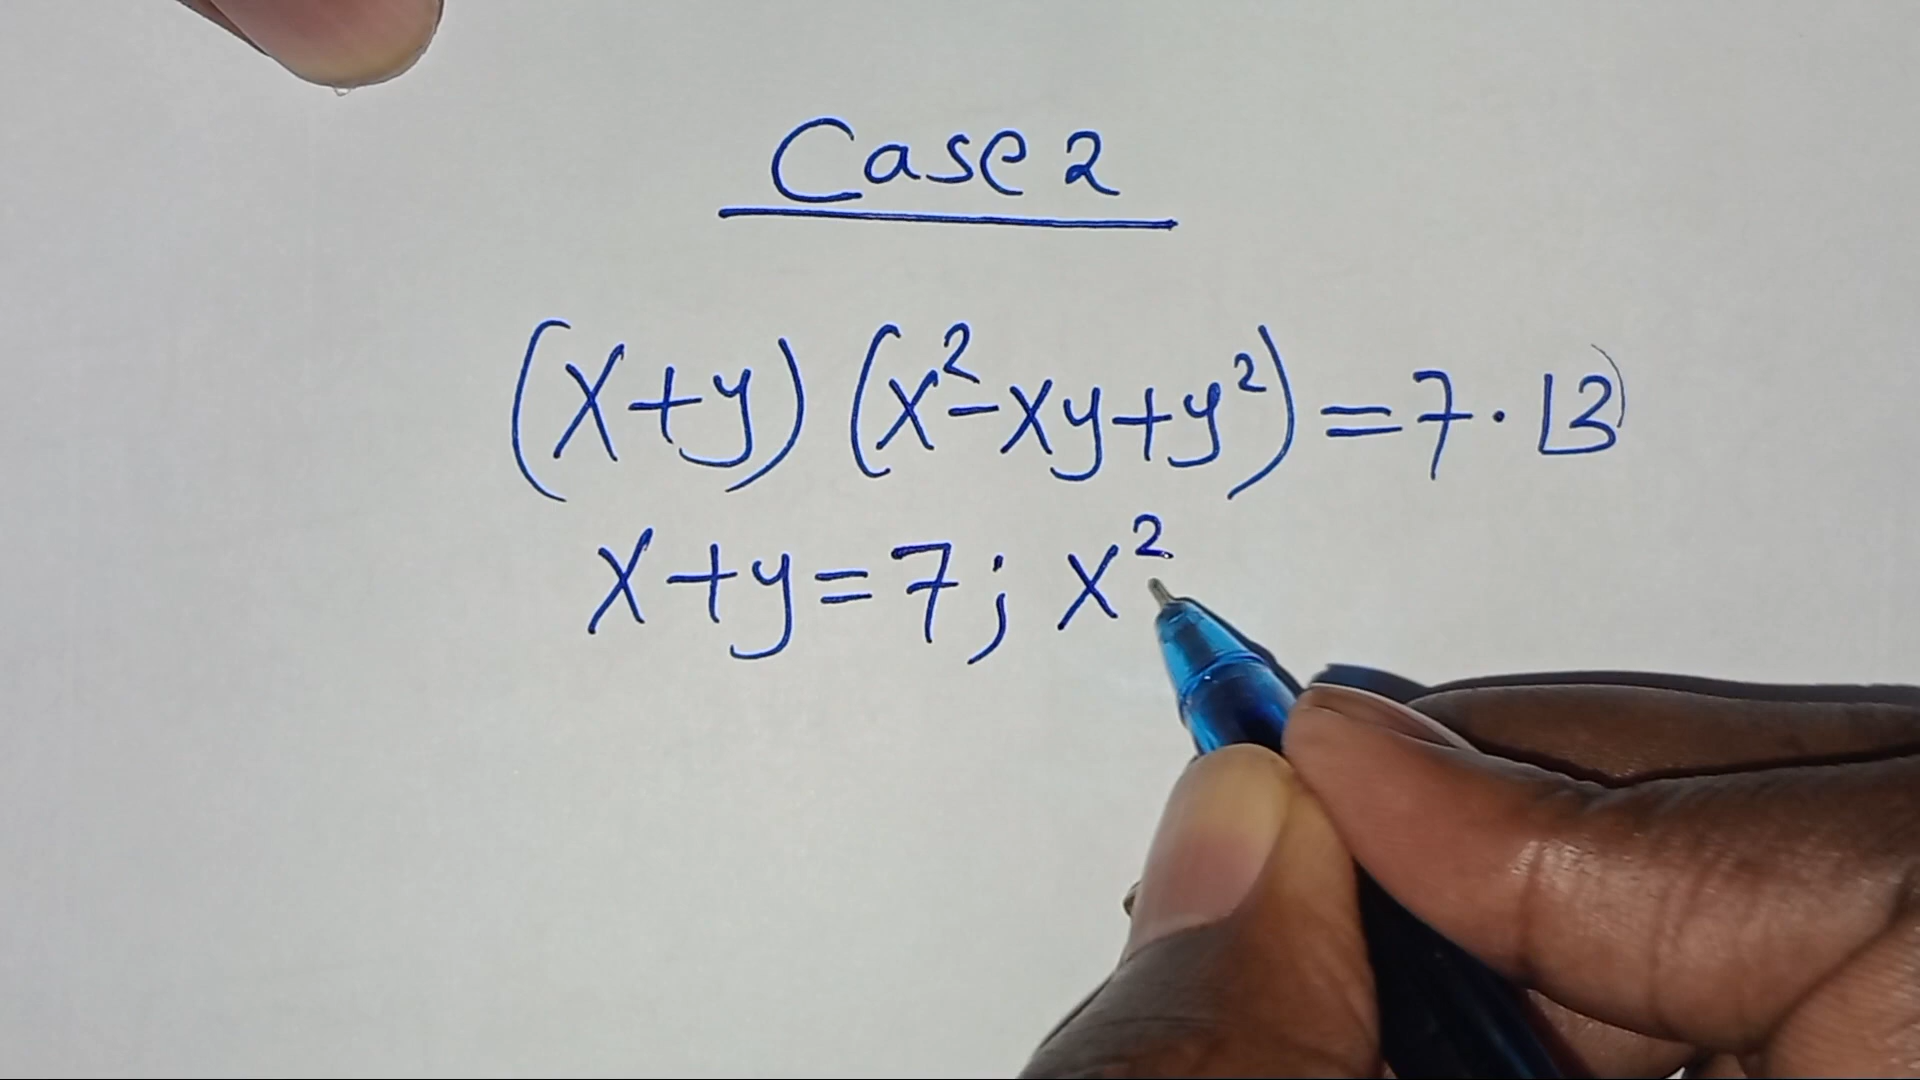 Case 2
(x+y) (x²-xy+y²) = 7 · 13
x+y=7; x²